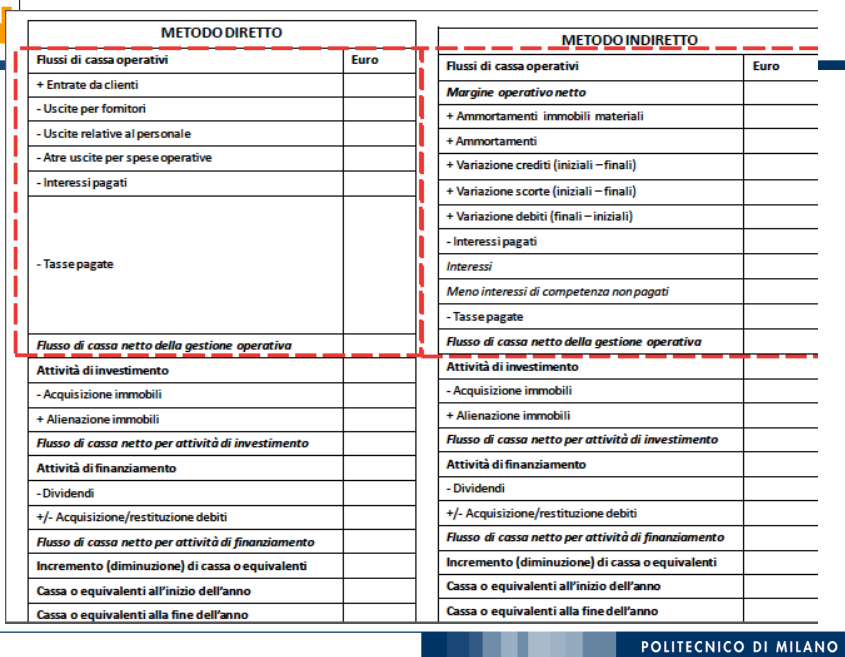 METODO DIRETTO
Flussi di cassa operativi Euro
+ Entrate da clienti
- Uscite per fornitori
- Uscite relative al personale
- Atre uscite per spese operative
- Interessi pagati
- Tasse pagate
Flusso di cassa netto della gestione operativa
Attività di investimento
- Acquisizione immobili
+ Alienazione immobili
Flusso di cassa netto per attività di investimento
Attività di finanziamento
- Dividendi
+/- Acquisizione/restituzione debiti
Flusso di cassa netto per attività di finanziamento
Incremento (diminuzione) di cassa o equivalenti
Cassa o equivalenti all'inizio dell'anno
Cassa o equivalenti alla fine dell'anno
METODO INDIRETTO
Flussi di cassa operativi Euro
Margine operativo netto
+ Ammortamenti immobili materiali
+ Ammortamenti
+ Variazione crediti (iniziali – finali)
+ Variazione scorte (iniziali – finali)
+ Variazione debiti (finali – iniziali)
- Interessi pagati
Interessi
Meno interessi di competenza non pagati
- Tasse pagate
Flusso di cassa netto della gestione operativa
Attività di investimento
- Acquisizione immobili
+ Alienazione immobili
Flusso di cassa netto per attività di investimento
Attività di finanziamento
- Dividendi
+/- Acquisizione/restituzione debiti
Flusso di cassa netto per attività di finanziamento
Incremento (diminuzione) di cassa o equivalenti
Cassa o equivalenti all'inizio dell'anno
Cassa o equivalenti alla fine dell'anno
POLITECNICO DI MILANO